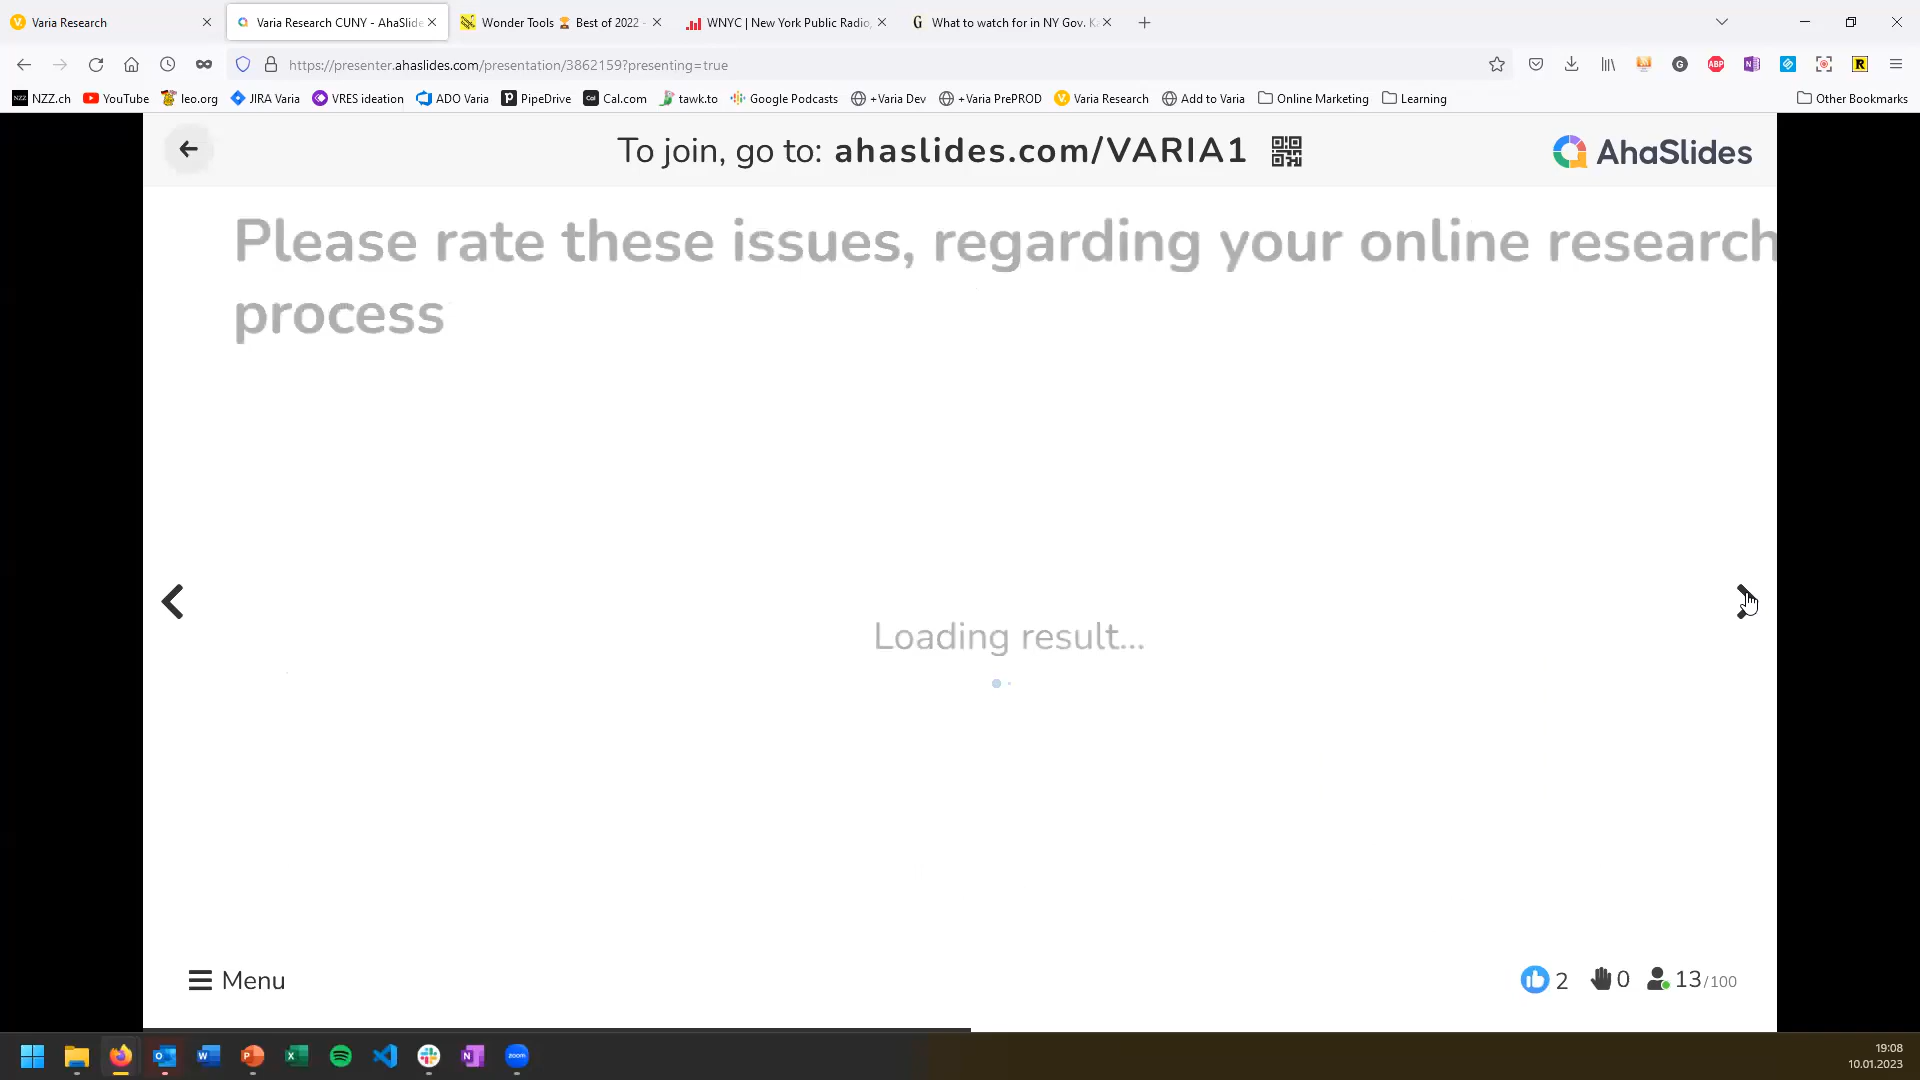 Varia Research
Varia Research CUNY - AhaSlide
Wonder Tools 🏆 Best of 2022 -
WNYC | New York Public Radio,
G What to watch for in NY Gov. K
https://presenter.ahaslides.com/presentation/3862159?presenting=true
NZZ.ch YouTube leo.org JIRA Varia VRES ideation ADO Varia PipeDrive Cal.com tawk.to Google Podcasts +Varia Dev +Varia PrePROD Varia Research Add to Varia Online Marketing Learning Other Bookmarks
To join, go to: ahaslides.com/VARIA1
AhaSlides
Please rate these issues, regarding your online research
process
Loading result...
Menu
2 0 13/100
19:08
10.01.2023